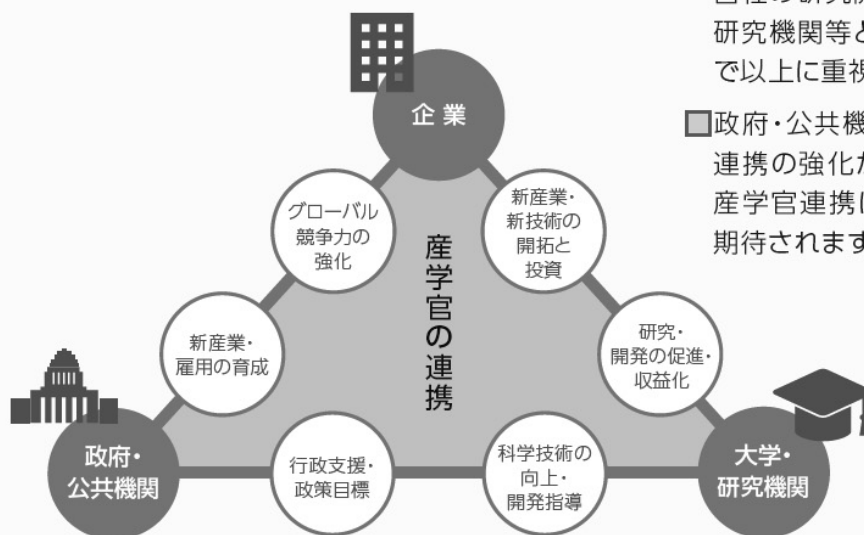 研究機関等と
で以上に重視
政府・公共機
連携の強化が
産学官連携に
期待されます
企業
グローバル
競争力の
強化
新産業・
新技術の
開拓と
投資
産学官の連携
新産業・
雇用の育成
研究・
開発の促進・
収益化
政府・
公共機関
行政支援・
政策目標
科学技術の
向上・
開発指導
大学・
研究機関